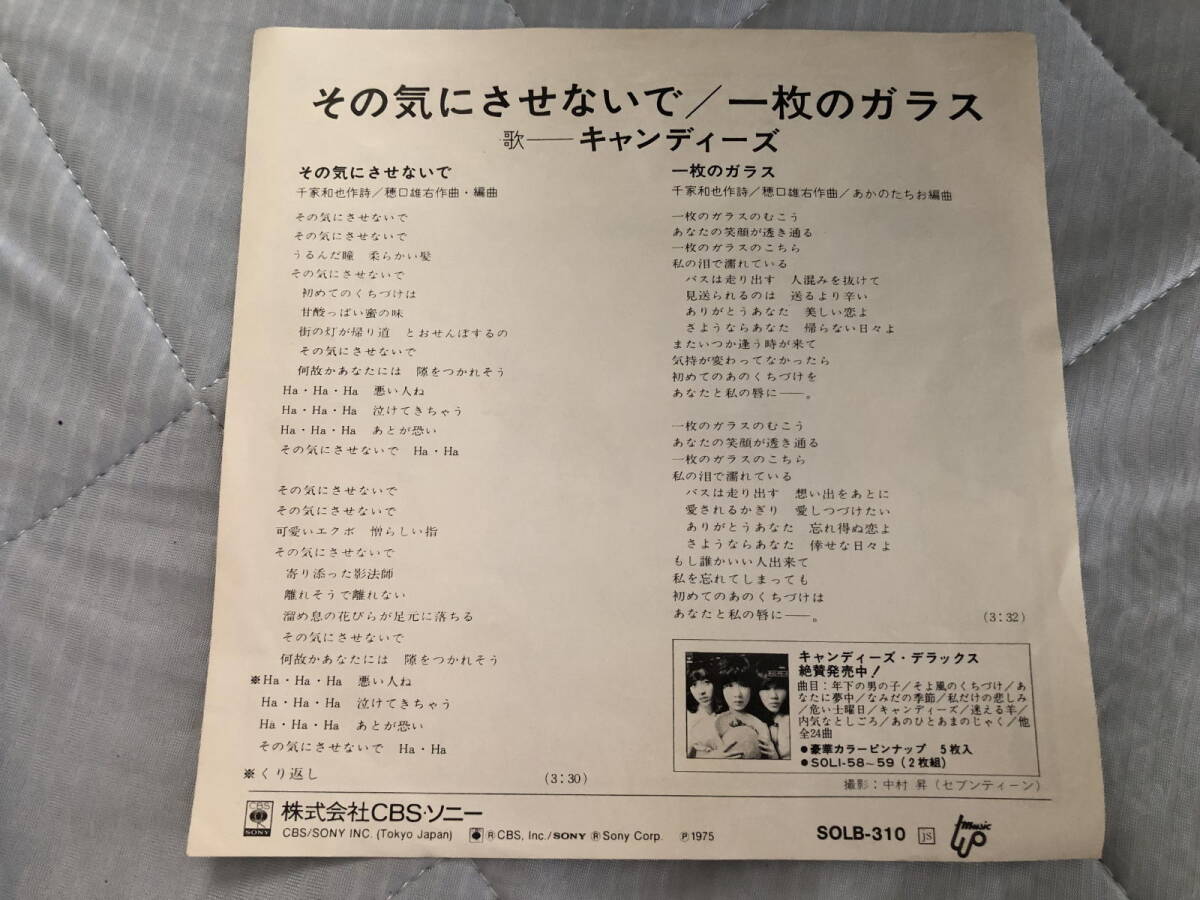 その気にさせないで／一枚のガラス
歌――キャンディーズ
その気にさせないで
千家和也作詩／穂口雄右作曲・編曲
その気にさせないで
その気にさせないで
うるんだ瞳　柔らかい髪
その気にさせないで
初めてのくちづけは
甘酸っぱい蜜の味
街の灯が帰り道　とおせんぼするの
その気にさせないで
何故かあなたには　隙をつかれそう
Ha・Ha・Ha　悪い人ね
Ha・Ha・Ha　泣けてきちゃう
Ha・Ha・Ha　あとが恐い
その気にさせないで　Ha・Ha
その気にさせないで
その気にさせないで
可愛いエクボ　憎らしい指
その気にさせないで
寄り添った影法師
離れそうで離れない
溜め息の花びらが足元に落ちる
その気にさせないで
何故かあなたには　隙をつかれそう
※Ha・Ha・Ha　悪い人ね
Ha・Ha・Ha　泣けてきちゃう
Ha・Ha・Ha　あとが恐い
その気にさせないで　Ha・Ha
※くり返し
(3:30)
一枚のガラス
千家和也作詩／穂口雄右作曲／あかのたちお編曲
一枚のガラスのむこう
あなたの笑顔が透き通る
一枚のガラスのこちら
私の泪で濡れている
バスは走り出す　人混みを抜けて
見送られるのは　送るより辛い
ありがとうあなた　美しい恋よ
さようならあなた　帰らない日々よ
またいつか逢う時が来て
気持が変わってなかったら
初めてのあのくちづけを
あなたと私の唇に――。
一枚のガラスのむこう
あなたの笑顔が透き通る
一枚のガラスのこちら
私の泪で濡れている
バスは走り出す　想い出をあとに
愛されるかぎり　愛しつづけたい
ありがとうあなた　忘れ得ぬ恋よ
さようならあなた　倖せな日々よ
もし誰かいい人出来て
私を忘れてしまっても
初めてのあのくちづけは
あなたと私の唇に――。
(3:32)
キャンディーズ・デラックス
絶賛発売中！
曲目：年下の男の子／そよ風のくちづけ／あ
なたに夢中／なみだの季節／私だけの悲しみ
／危い土曜日／キャンディーズ／迷える羊／
内気なとしごろ／あのひとあまのじゃく／他
全24曲
●豪華カラーピンナップ　5枚入
●SOLI-58～59（2枚組）
撮影：中村 昇（セブンティーン）
CBS
SONY
株式会社CBS・ソニー
CBS/SONY INC. (Tokyo Japan)
® CBS, Inc./SONY ® Sony Corp. ℗1975
SOLB-310
JS
music up